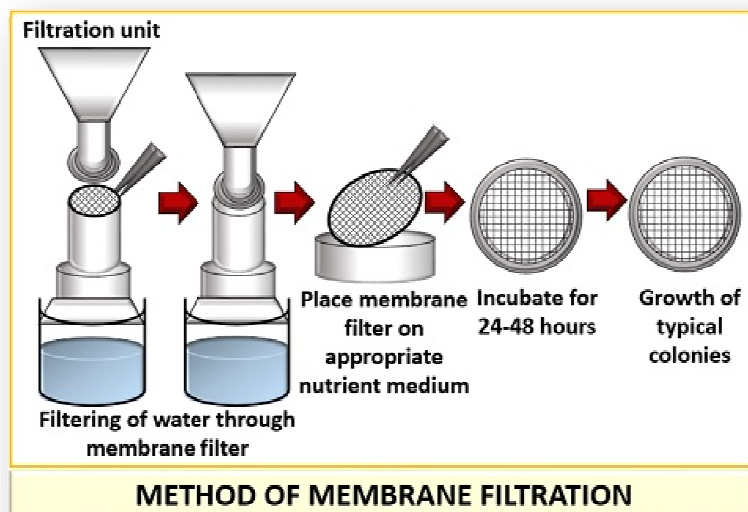 Filtration unit
Place membrane
filter on
appropriate
nutrient medium
Incubate for
24-48 hours
Growth of
typical
colonies
Filtering of water through
membrane filter
METHOD OF MEMBRANE FILTRATION